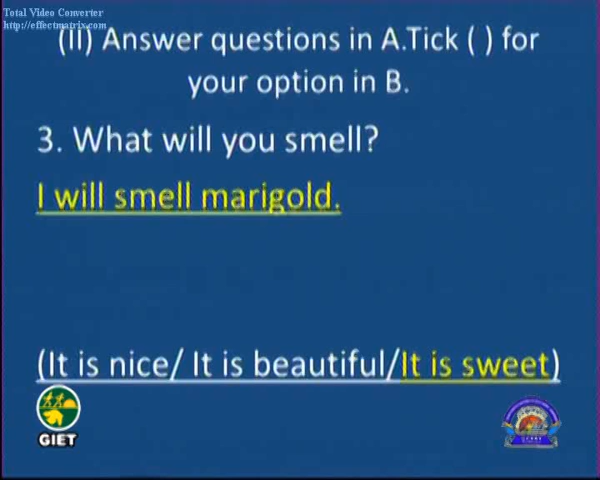 Total Video Converter
http://effectmatrix.com
(II) Answer questions in A.Tick ( ) for
your option in B.
3. What will you smell?
I will smell marigold.
(It is nice/ It is beautiful/It is sweet)
GIET